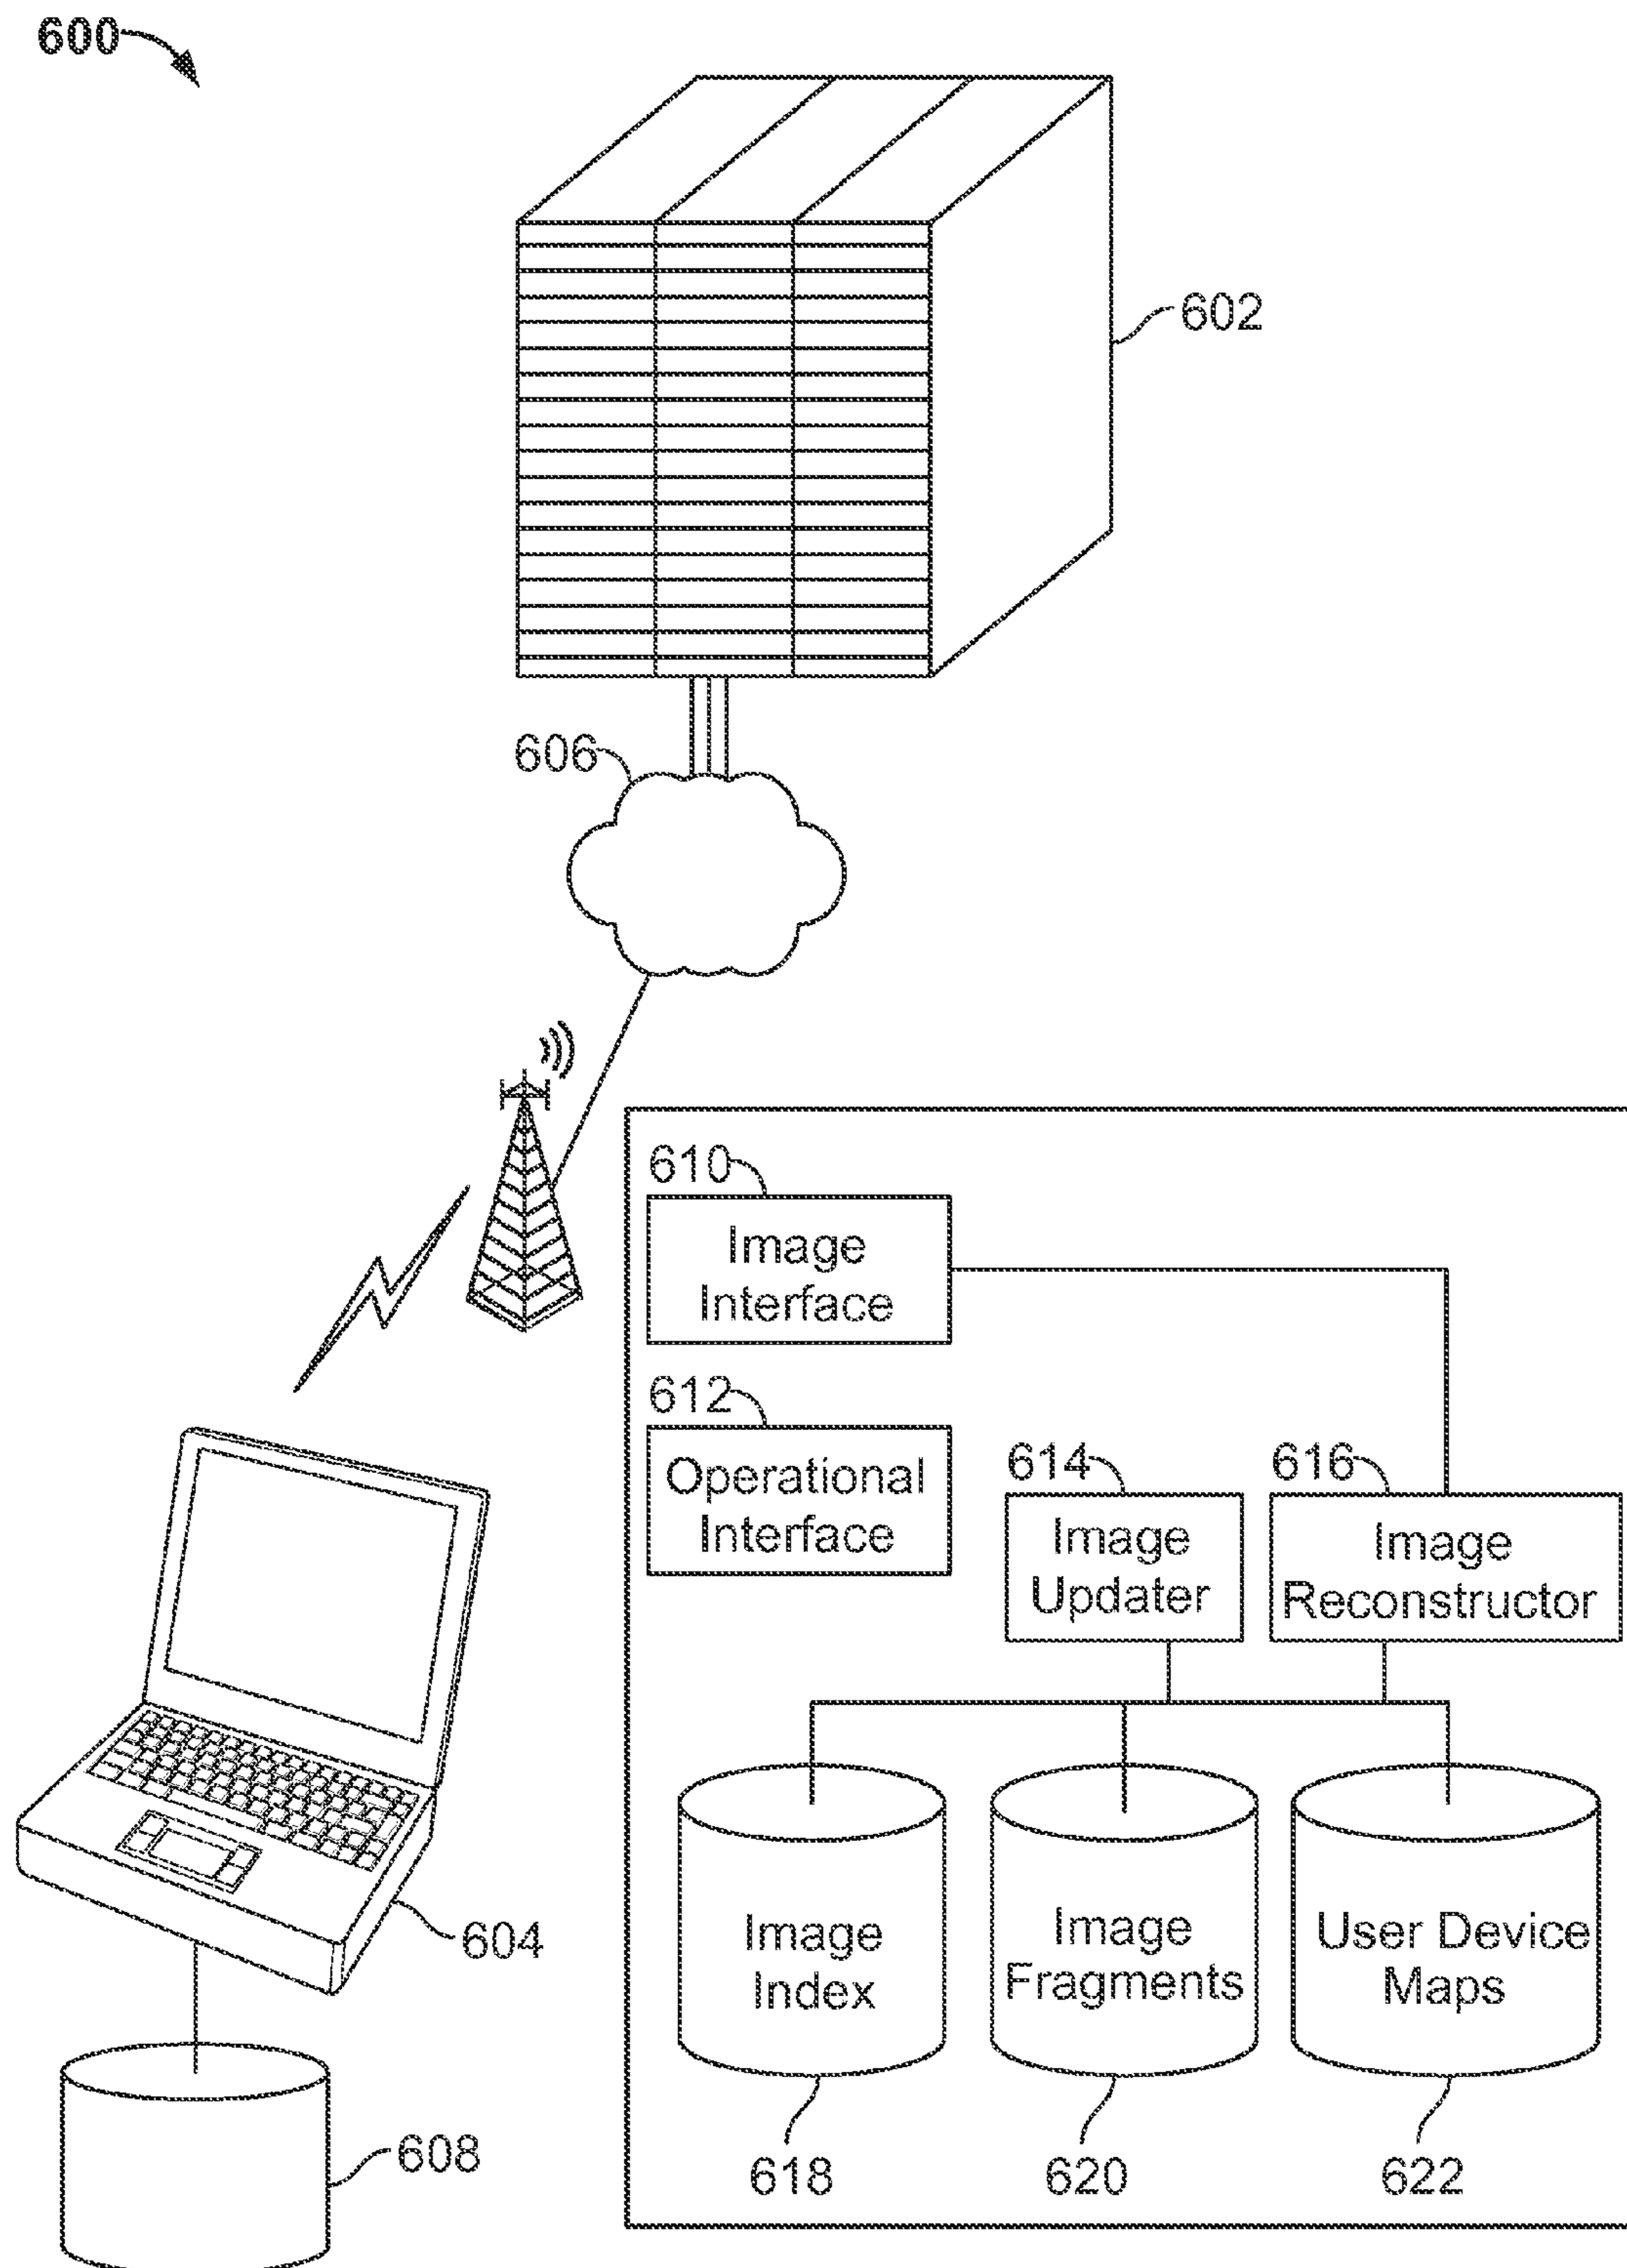 600
602
606
610
Image
Interface
612
Operational
Interface
614
Image
Updater
616
Image
Reconstructor
604
Image
Index
Image
Fragments
User Device
Maps
608
618
620
622